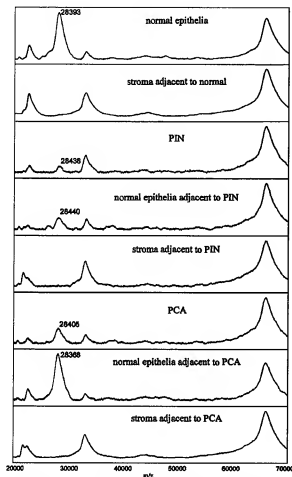 28393
normal epithelia
stroma adjacent to normal
PIN
28438
normal epithelia adjacent to PIN
28440
stroma adjacent to PIN
PCA
28405
normal epithelia adjacent to PCA
28368
stroma adjacent to PCA
20000 30000 40000 50000 60000 70000
m/z